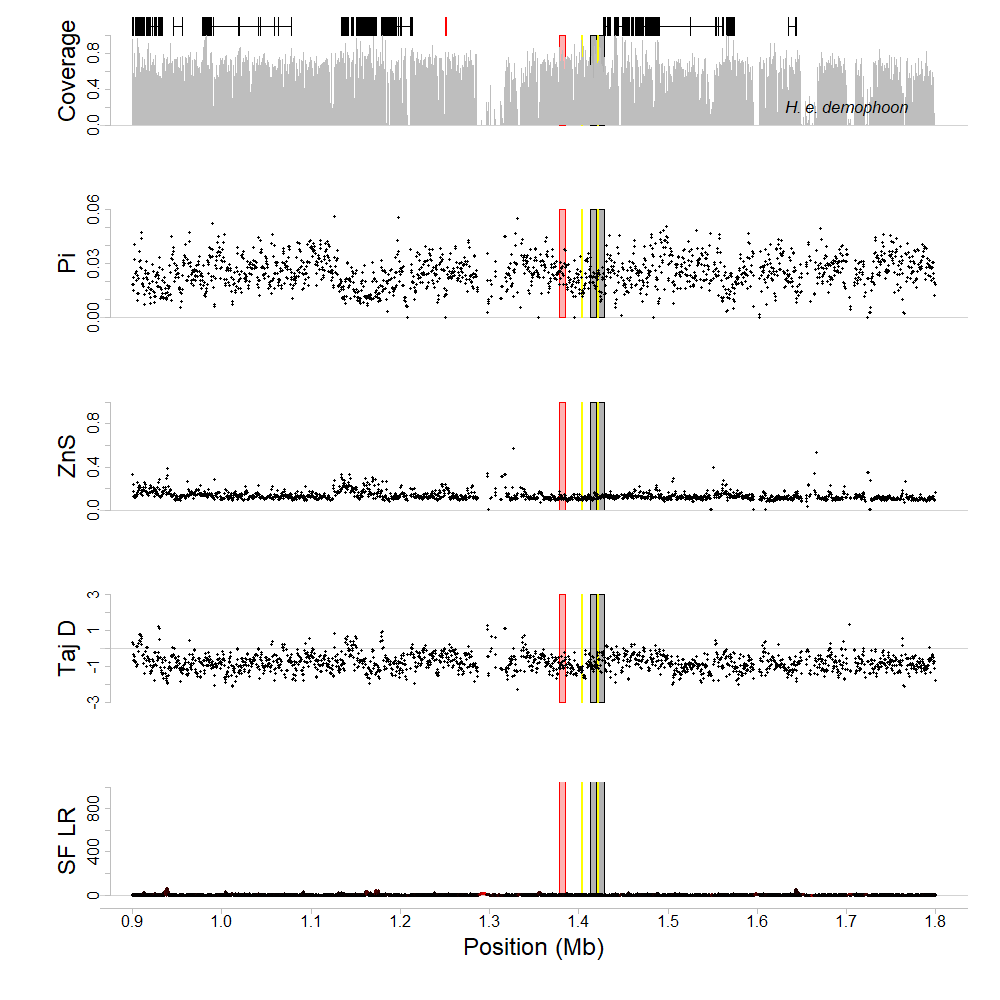 Coverage
0.0 0.4 0.8
H. e. demophoon
Pi
0.00 0.03 0.06
ZnS
0.0 0.4 0.8
Taj D
-3 -1 1 3
SF LR
0 400 800
0.9 1.0 1.1 1.2 1.3 1.4 1.5 1.6 1.7 1.8
Position (Mb)